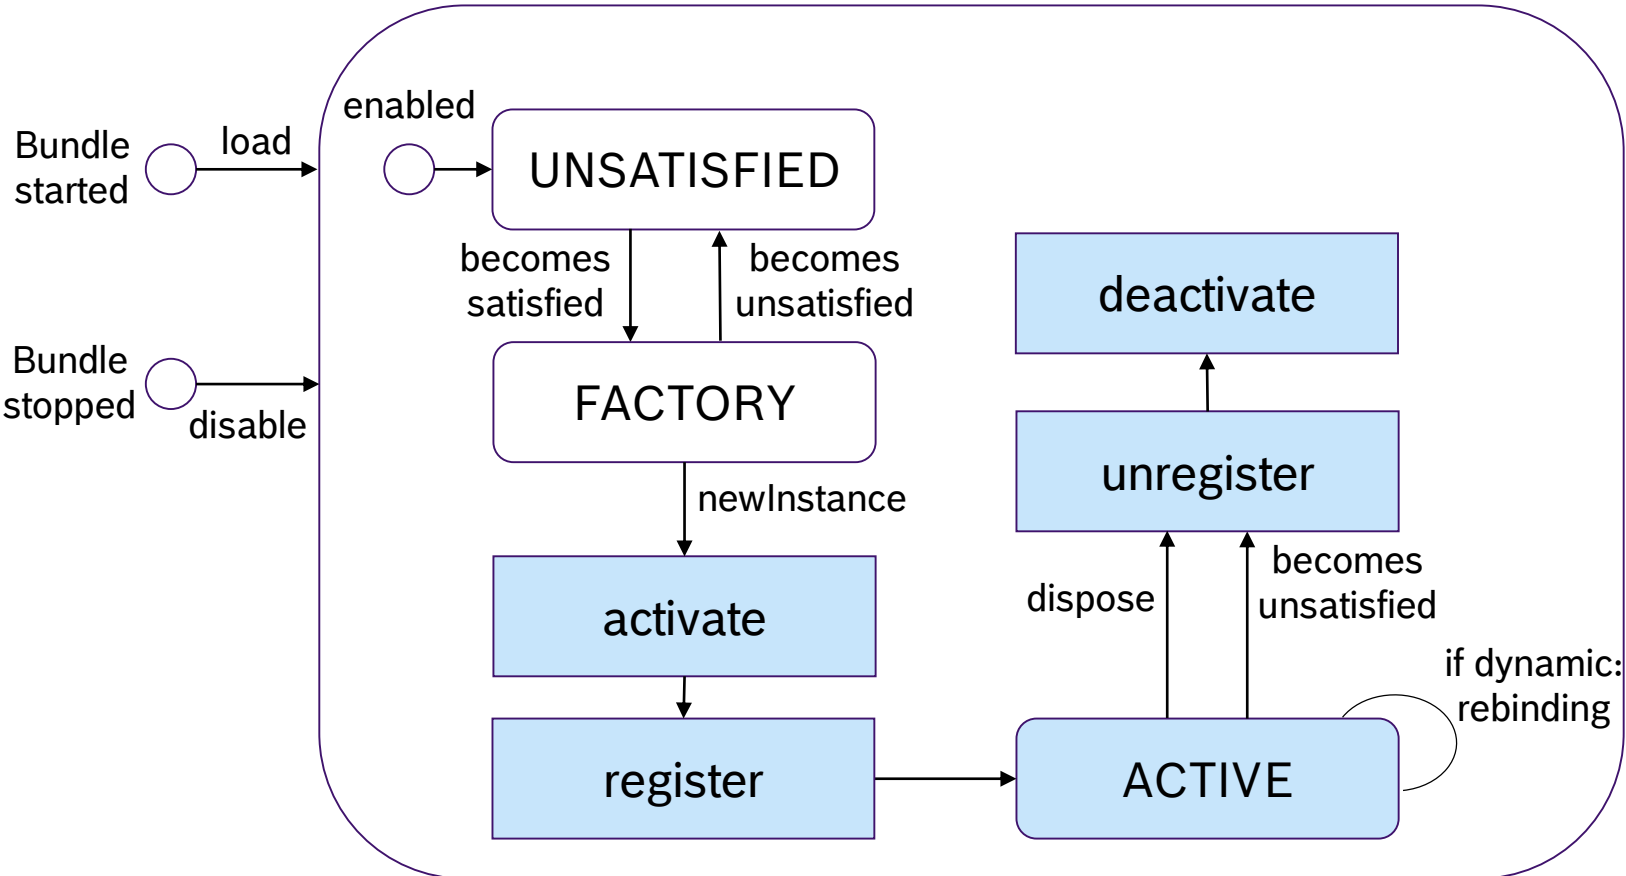 enabled
Bundle
started
load
UNSATISFIED
becomes
satisfied
becomes
unsatisfied
deactivate
Bundle
stopped
disable
FACTORY
unregister
newInstance
dispose
becomes
unsatisfied
activate
if dynamic:
rebinding
register
ACTIVE